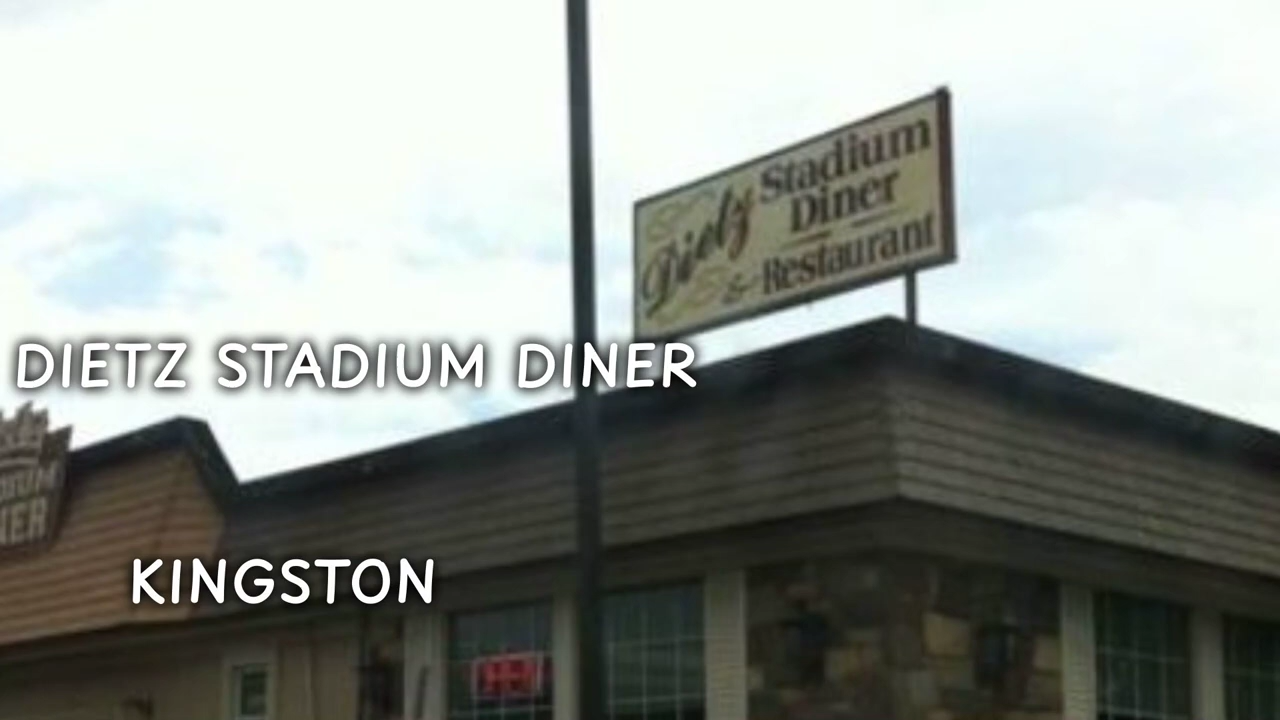 Dietz Stadium
Diner
& Restaurant
DIETZ STADIUM DINER
KINGSTON